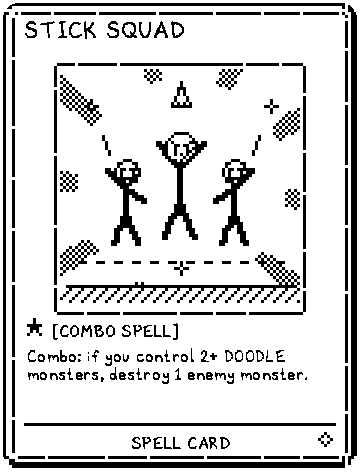 STICK SQUAD
[COMBO SPELL]
Combo: if you control 2+ DOODLE
monsters, destroy 1 enemy monster.
SPELL CARD